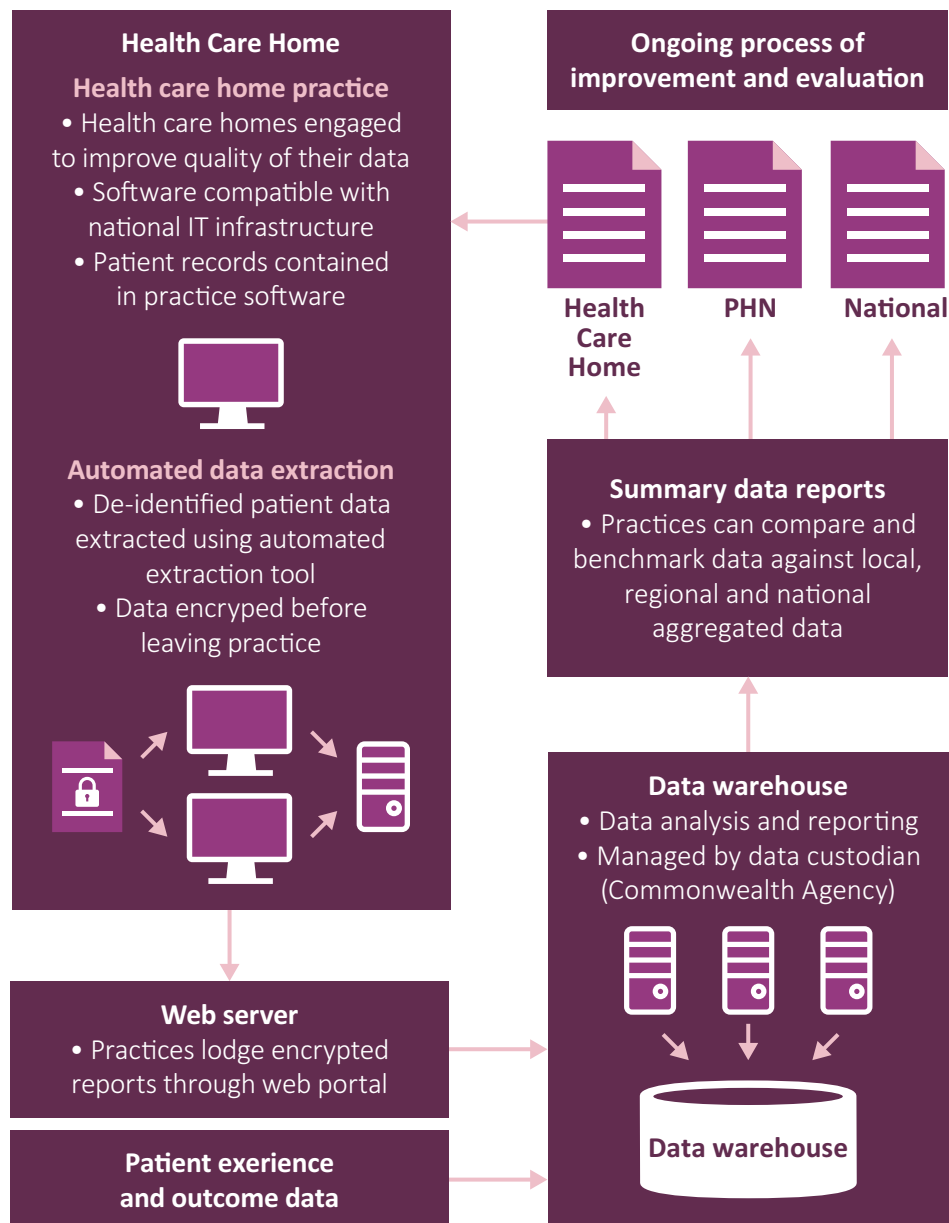 Health Care Home
Health care home practice
• Health care homes engaged
to improve quality of their data
• Software compatible with
national IT infrastructure
• Patient records contained
in practice software
Automated data extraction
• De-identified patient data
extracted using automated
extraction tool
• Data encryped before
leaving practice
Web server
• Practices lodge encrypted
reports through web portal
Patient exerience
and outcome data
Ongoing process of
improvement and evaluation
Health
Care
Home
PHN
National
Summary data reports
• Practices can compare and
benchmark data against local,
regional and national
aggregated data
Data warehouse
• Data analysis and reporting
• Managed by data custodian
(Commonwealth Agency)
Data warehouse